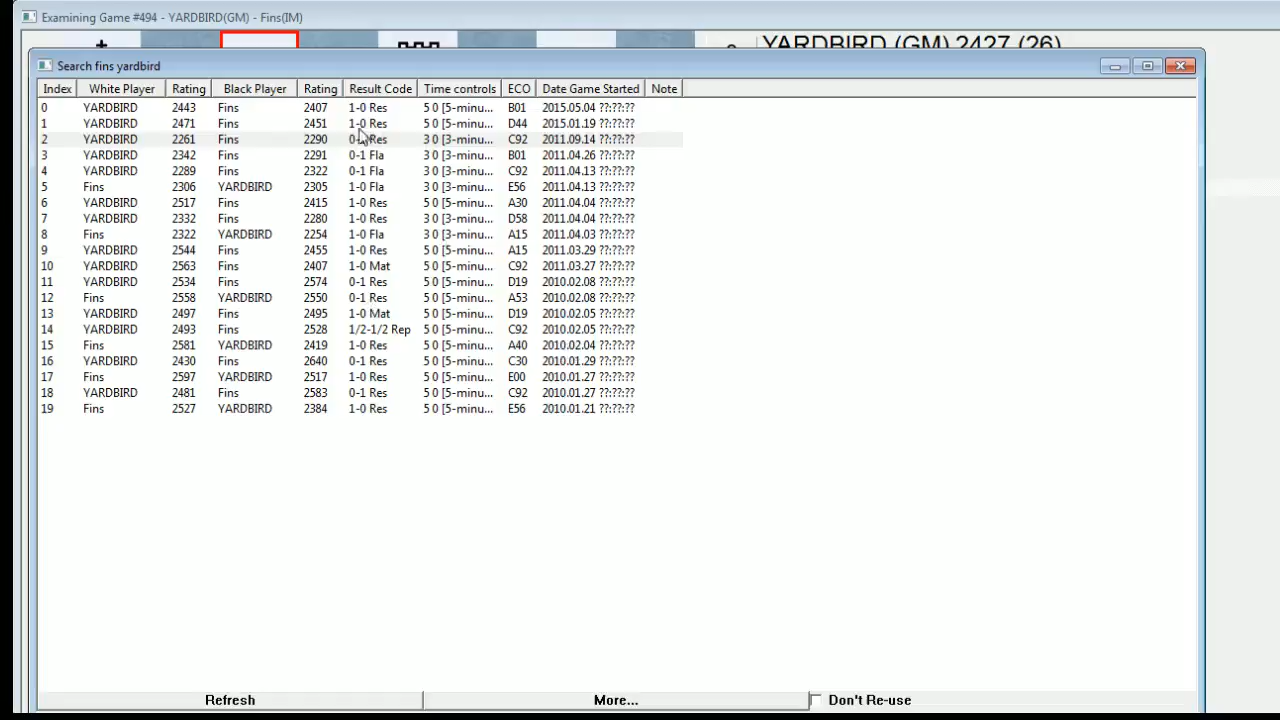 Examining Game #494 - YARDBIRD(GM) - Fins(IM)
YARDBIRD (GM) 2427 (26)
Search fins yardbird
Index White Player Rating Black Player Rating Result Code Time controls ECO Date Game Started Note
0 YARDBIRD 2443 Fins 2407 1-0 Res 5 0 [5-minu... B01 2015.05.04 ??:??:??
1 YARDBIRD 2471 Fins 2451 1-0 Res 5 0 [5-minu... D44 2015.01.19 ??:??:??
2 YARDBIRD 2261 Fins 2290 Res 3 0 [3-minu... C92 2011.09.14 ??:??:??
3 YARDBIRD 2342 Fins 2291 0-1 Fla 3 0 [3-minu... B01 2011.04.26 ??:??:??
4 YARDBIRD 2289 Fins 2322 0-1 Fla 3 0 [3-minu... C92 2011.04.13 ??:??:??
5 Fins 2306 YARDBIRD 2305 1-0 Fla 3 0 [3-minu... E56 2011.04.13 ??:??:??
6 YARDBIRD 2517 Fins 2415 1-0 Res 5 0 [5-minu... A30 2011.04.04 ??:??:??
7 YARDBIRD 2332 Fins 2280 1-0 Res 3 0 [3-minu... D58 2011.04.04 ??:??:??
8 Fins 2322 YARDBIRD 2254 1-0 Fla 3 0 [3-minu... A15 2011.04.03 ??:??:??
9 YARDBIRD 2544 Fins 2455 1-0 Res 5 0 [5-minu... A15 2011.03.29 ??:??:??
10 YARDBIRD 2563 Fins 2407 1-0 Mat 5 0 [5-minu... C92 2011.03.27 ??:??:??
11 YARDBIRD 2534 Fins 2574 0-1 Res 5 0 [5-minu... D19 2010.02.08 ??:??:??
12 Fins 2558 YARDBIRD 2550 0-1 Res 5 0 [5-minu... A53 2010.02.08 ??:??:??
13 YARDBIRD 2497 Fins 2495 1-0 Mat 5 0 [5-minu... D19 2010.02.05 ??:??:??
14 YARDBIRD 2493 Fins 2528 1/2-1/2 Rep 5 0 [5-minu... C92 2010.02.05 ??:??:??
15 Fins 2581 YARDBIRD 2419 1-0 Res 5 0 [5-minu... A40 2010.02.04 ??:??:??
16 YARDBIRD 2430 Fins 2640 0-1 Res 5 0 [5-minu... C30 2010.01.29 ??:??:??
17 Fins 2597 YARDBIRD 2517 1-0 Res 5 0 [5-minu... E00 2010.01.27 ??:??:??
18 YARDBIRD 2481 Fins 2583 0-1 Res 5 0 [5-minu... C92 2010.01.27 ??:??:??
19 Fins 2527 YARDBIRD 2384 1-0 Res 5 0 [5-minu... E56 2010.01.21 ??:??:??
Refresh More... Don't Re-use